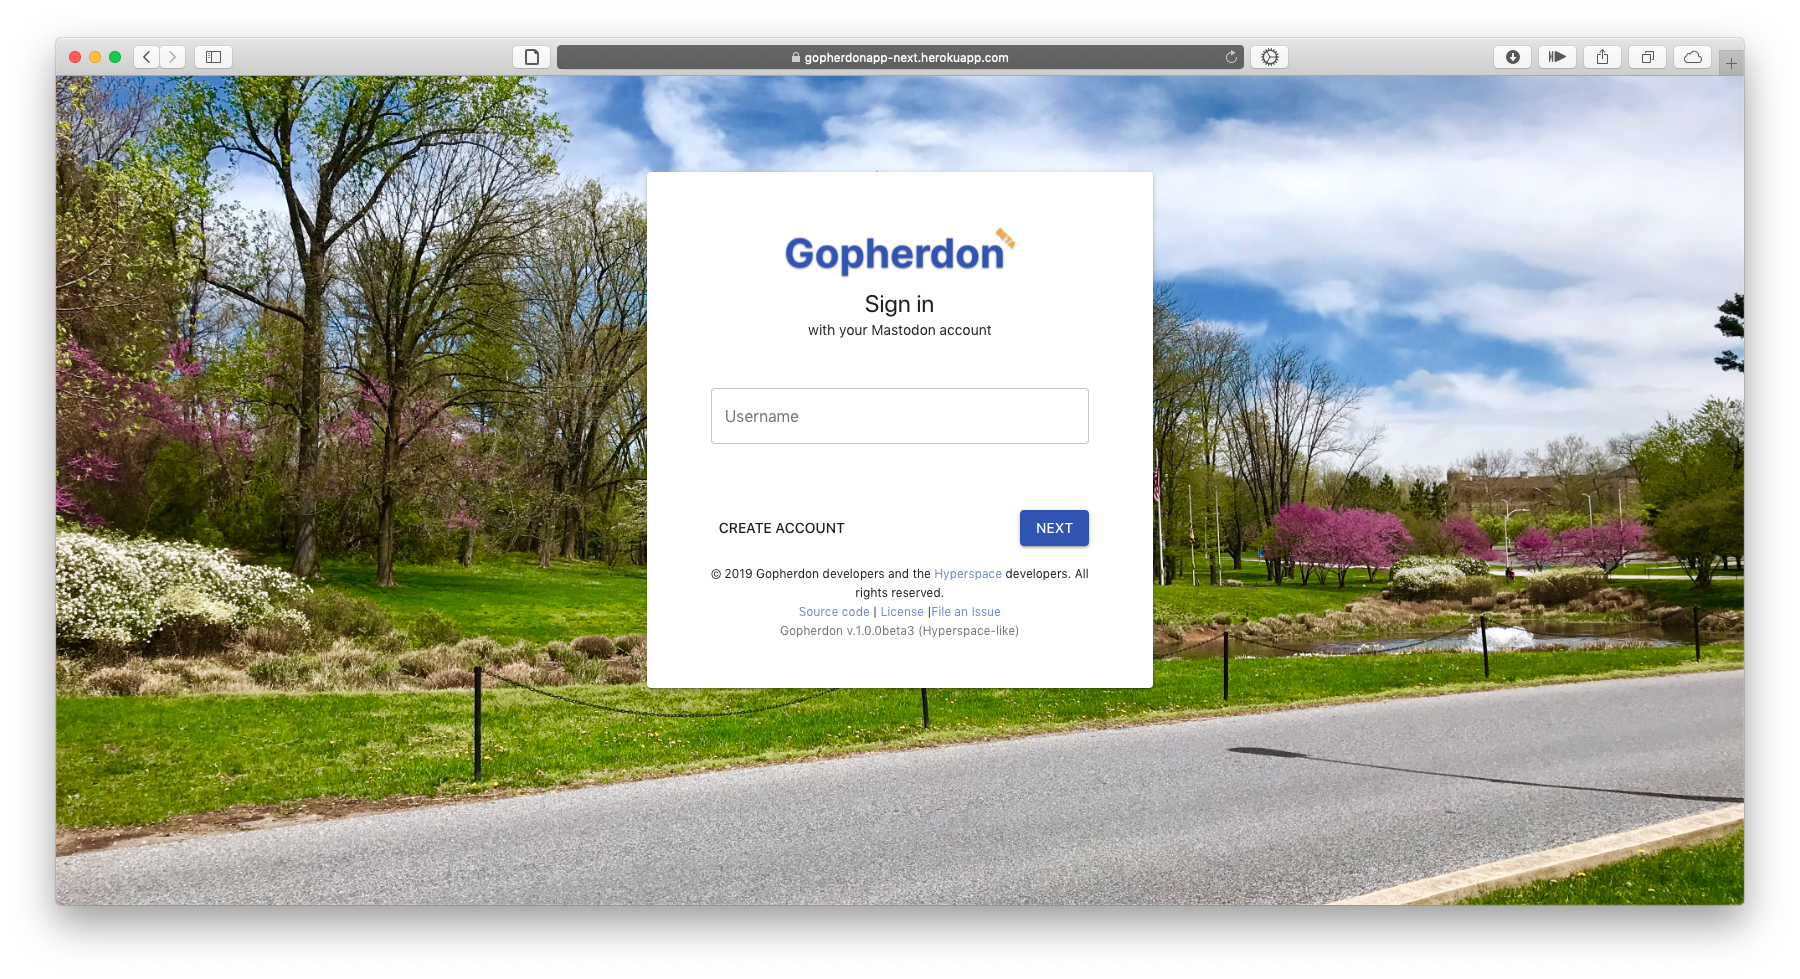 gopherdonapp-next.herokuapp.com
Gopherdon
BETA
Sign in
with your Mastodon account
Username
CREATE ACCOUNT
NEXT
© 2019 Gopherdon developers and the Hyperspace developers. All
rights reserved.
Source code | License |File an Issue
Gopherdon v.1.0.0beta3 (Hyperspace-like)